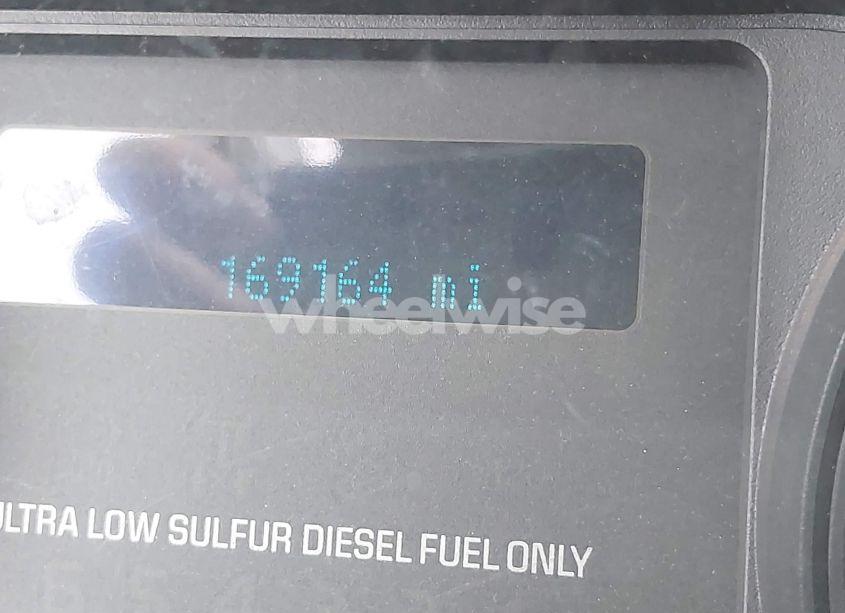 169164 mi
wheelwise
ULTRA LOW SULFUR DIESEL FUEL ONLY